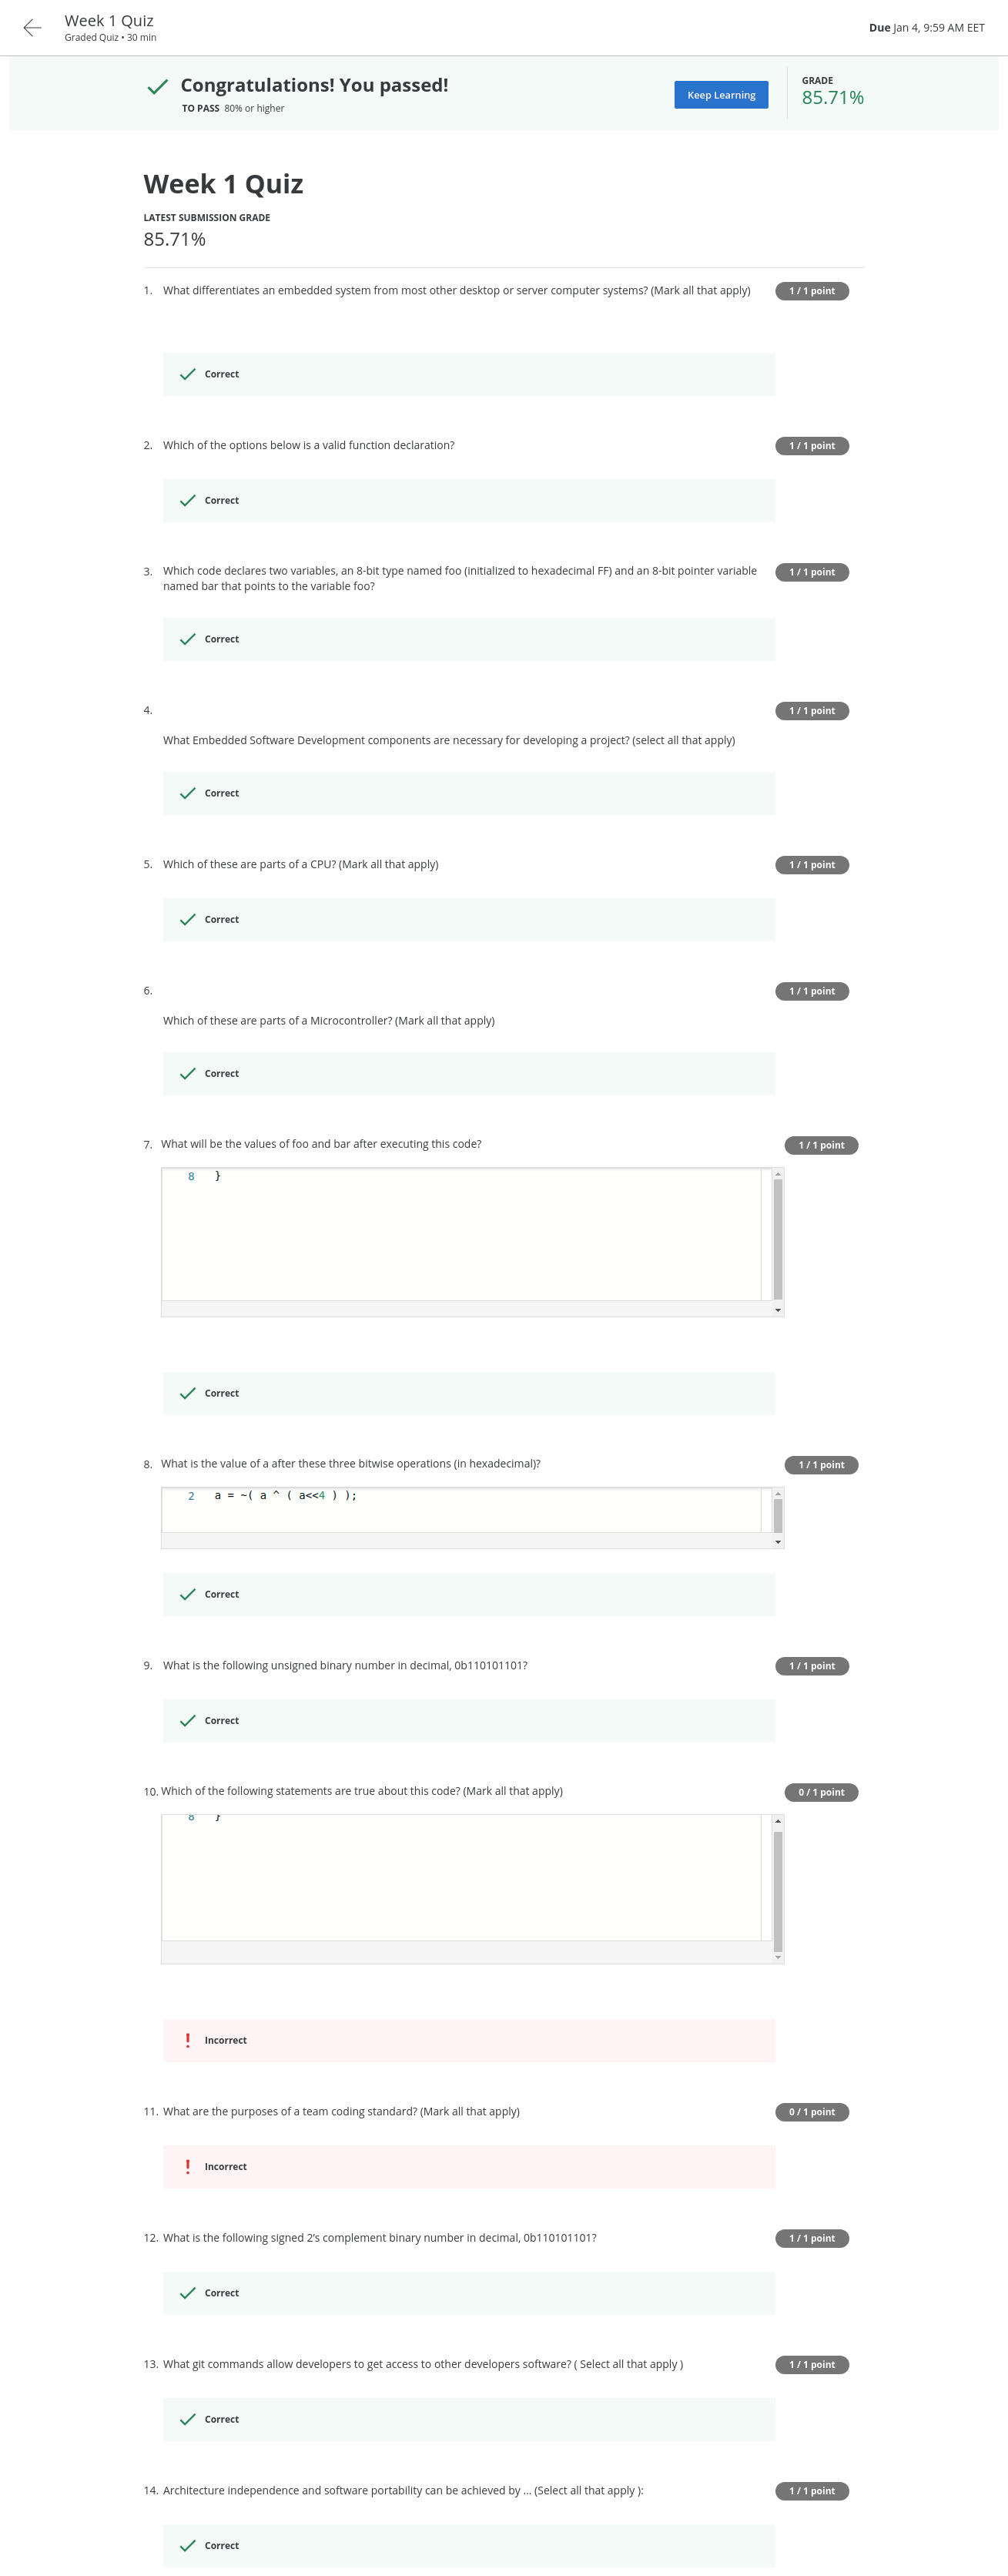 Week 1 Quiz
Graded Quiz • 30 min
Due Jan 4, 9:59 AM EET
Congratulations! You passed!
TO PASS 80% or higher
Keep Learning
GRADE
85.71%
Week 1 Quiz
LATEST SUBMISSION GRADE
85.71%
1. What differentiates an embedded system from most other desktop or server computer systems? (Mark all that apply)
1 / 1 point
Correct
2. Which of the options below is a valid function declaration?
1 / 1 point
Correct
3. Which code declares two variables, an 8-bit type named foo (initialized to hexadecimal FF) and an 8-bit pointer variable
named bar that points to the variable foo?
1 / 1 point
Correct
4.
1 / 1 point
What Embedded Software Development components are necessary for developing a project? (select all that apply)
Correct
5. Which of these are parts of a CPU? (Mark all that apply)
1 / 1 point
Correct
6.
1 / 1 point
Which of these are parts of a Microcontroller? (Mark all that apply)
Correct
7. What will be the values of foo and bar after executing this code?
1 / 1 point
8 }
Correct
8. What is the value of a after these three bitwise operations (in hexadecimal)?
1 / 1 point
2 a = ~( a ^ ( a<<4 ) );
Correct
9. What is the following unsigned binary number in decimal, 0b110101101?
1 / 1 point
Correct
10. Which of the following statements are true about this code? (Mark all that apply)
0 / 1 point
8 }
Incorrect
11. What are the purposes of a team coding standard? (Mark all that apply)
0 / 1 point
Incorrect
12. What is the following signed 2's complement binary number in decimal, 0b110101101?
1 / 1 point
Correct
13. What git commands allow developers to get access to other developers software? ( Select all that apply )
1 / 1 point
Correct
14. Architecture independence and software portability can be achieved by ... (Select all that apply ):
1 / 1 point
Correct